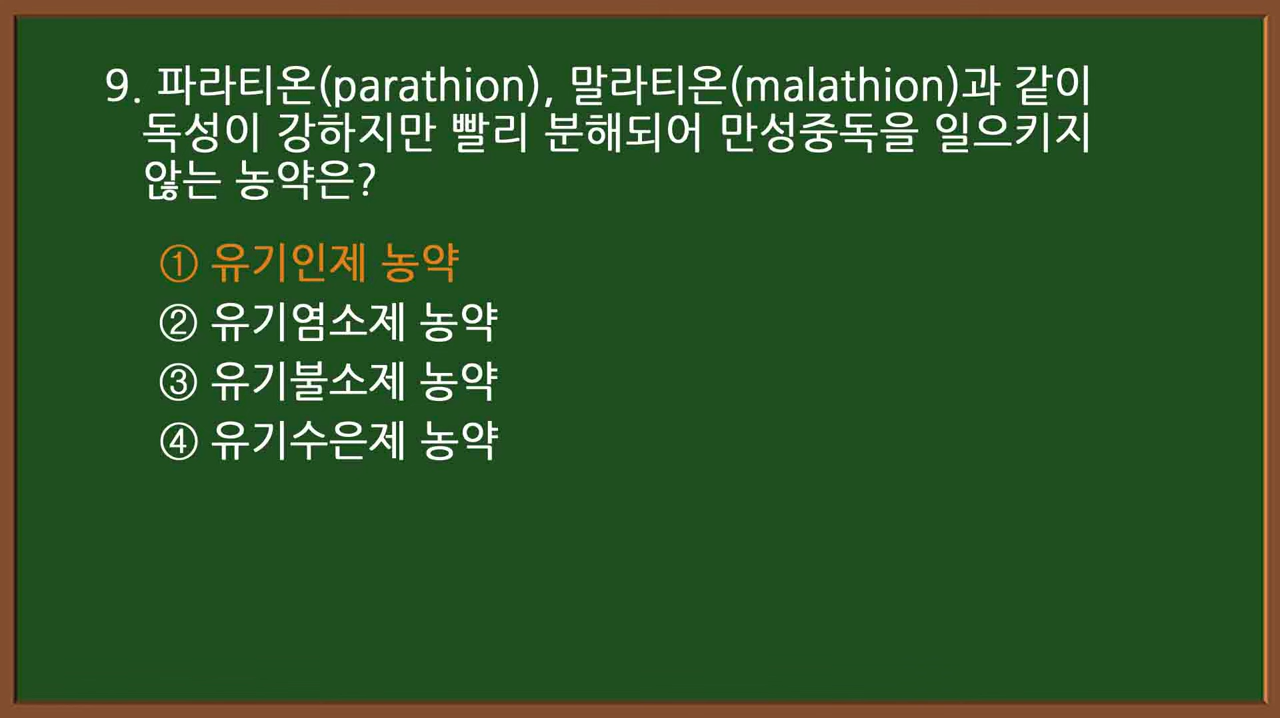 9. 파라티온(parathion), 말라티온(malathion)과 같이
독성이 강하지만 빨리 분해되어 만성중독을 일으키지
않는 농약은?
① 유기인제 농약
② 유기염소제 농약
③ 유기불소제 농약
④ 유기수은제 농약